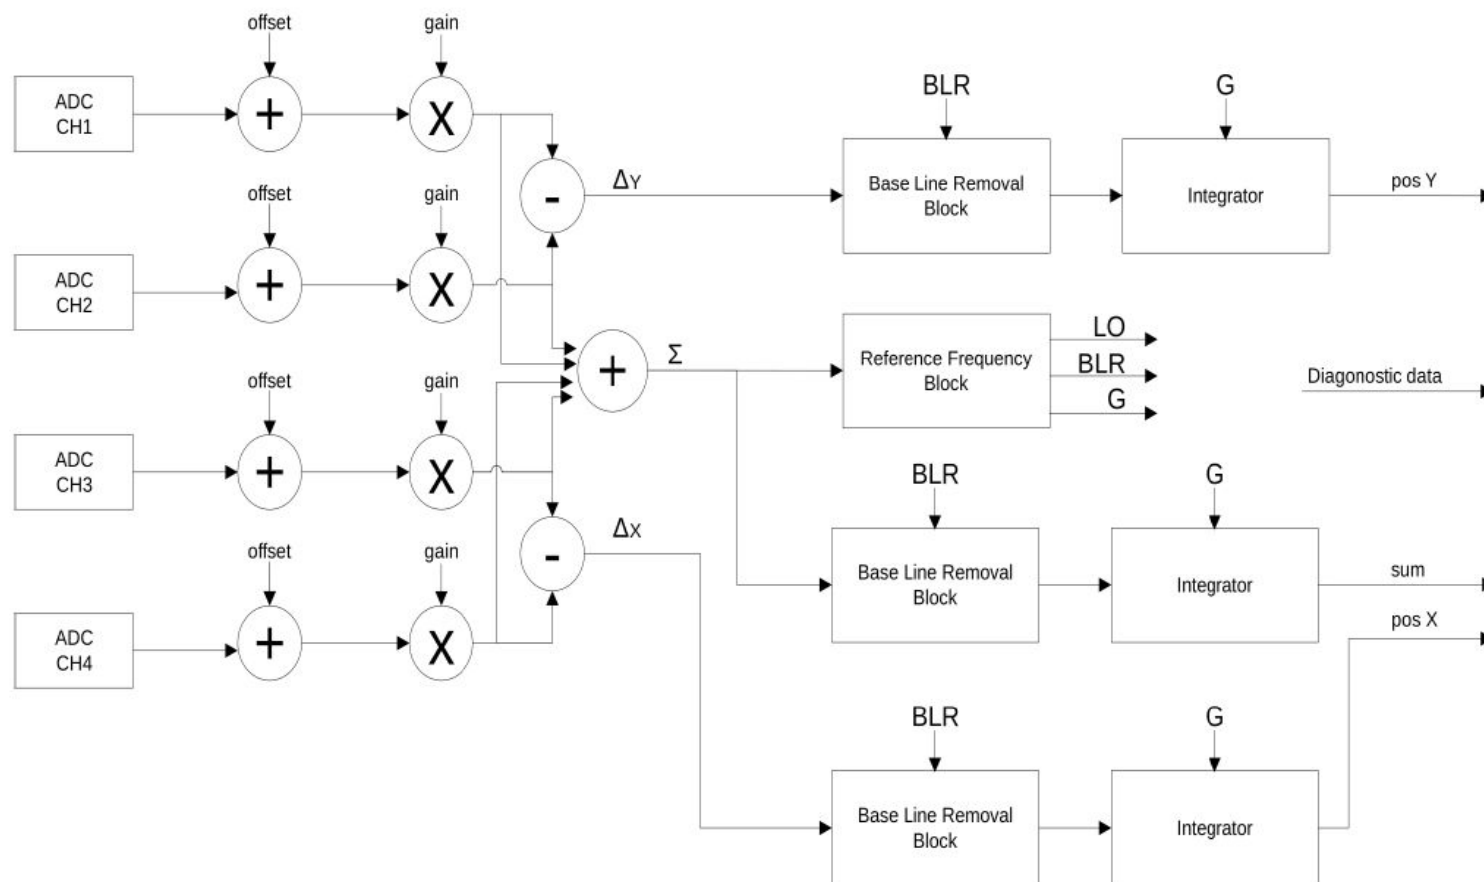 offset
gain
ADC
CH1
+
X
BLR
G
-
ΔY
Base Line Removal
Block
Integrator
pos Y
offset
gain
ADC
CH2
+
X
+
Σ
Reference Frequency
Block
LO
BLR
G
Diagonostic data
offset
gain
ADC
CH3
+
X
BLR
G
-
ΔX
Base Line Removal
Block
Integrator
sum
pos X
offset
gain
ADC
CH4
+
X
BLR
G
Base Line Removal
Block
Integrator